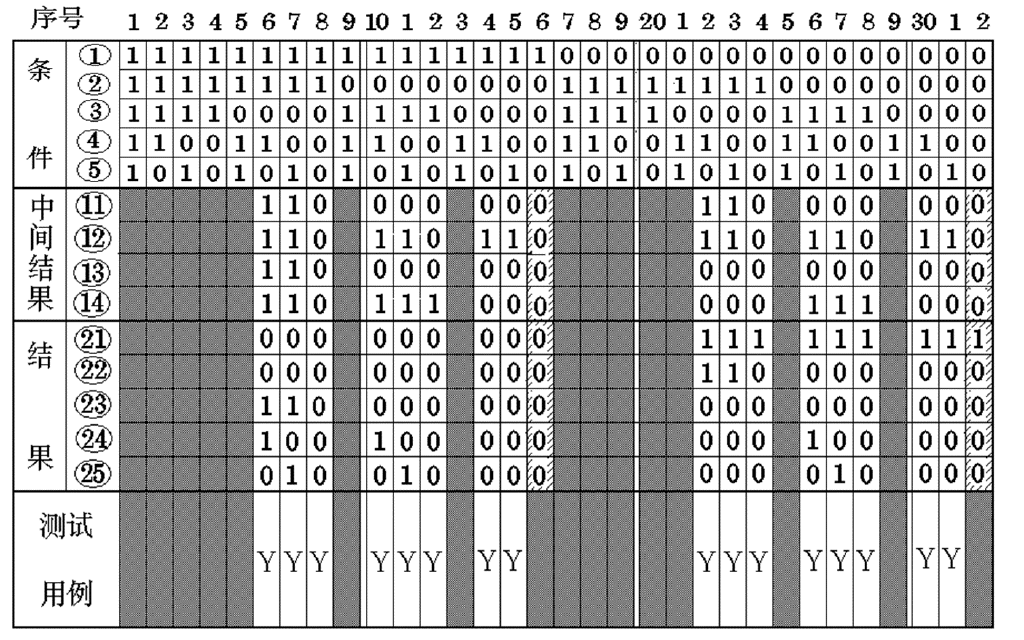 序号 1 2 3 4 5 6 7 8 9 10 1 2 3 4 5 6 7 8 9 20 1 2 3 4 5 6 7 8 9 30 1 2
条件
① 1 1 1 1 1 1 1 1 1 1 1 1 1 1 1 1 0 0 0 0 0 0 0 0 0 0 0 0 0 0 0 0
② 1 1 1 1 1 1 1 1 0 0 0 0 0 0 0 0 1 1 1 1 1 1 1 1 0 0 0 0 0 0 0 0
③ 1 1 1 1 0 0 0 0 1 1 1 1 0 0 0 0 1 1 1 1 0 0 0 0 1 1 1 1 0 0 0 0
④ 1 1 0 0 1 1 0 0 1 1 0 0 1 1 0 0 1 1 0 0 1 1 0 0 1 1 0 0 1 1 0 0
⑤ 1 0 1 0 1 0 1 0 1 0 1 0 1 0 1 0 1 0 1 0 1 0 1 0 1 0 1 0 1 0 1 0
中间结果
⑪ 1 1 0 0 0 0 0 0 0 1 1 0 0 0 0 0 0 0
⑫ 1 1 0 1 1 0 1 1 0 1 1 0 1 1 0 1 1 0
⑬ 1 1 0 0 0 0 0 0 0 0 0 0 0 0 0 0 0 0
⑭ 1 1 0 1 1 1 0 0 0 0 0 0 1 1 1 0 0 0
结果
㉑ 0 0 0 0 0 0 0 0 0 1 1 1 1 1 1 1 1 1
㉒ 0 0 0 0 0 0 0 0 0 1 1 0 0 0 0 0 0 0
㉓ 1 1 0 0 0 0 0 0 0 0 0 0 0 0 0 0 0 0
㉔ 1 0 0 1 0 0 0 0 0 0 0 0 1 0 0 0 0 0
㉕ 0 1 0 0 1 0 0 0 0 0 0 0 0 1 0 0 0 0
测试
用例
Y Y Y Y Y Y Y Y Y Y Y Y Y Y Y Y